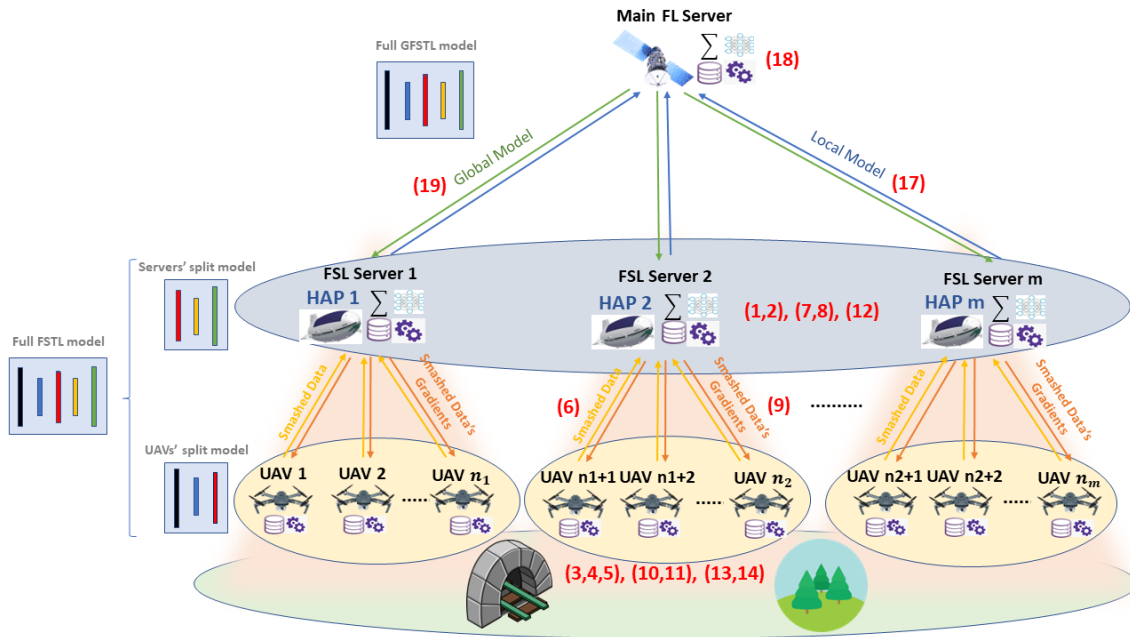 Main FL Server
Full GFSTL model
∑
(18)
Global Model
(19)
Local Model
(17)
Servers' split model
FSL Server 1
HAP 1 ∑
FSL Server 2
HAP 2 ∑
(1,2), (7,8), (12)
FSL Server m
HAP m ∑
Full FSTL model
Smashed Data
Smashed Data's
Gradients
(6)
Smashed Data
Smashed Data's
Gradients
(9)
..........
Smashed Data
Smashed Data's
Gradients
UAVs' split model
UAV 1
UAV 2
.....
UAV n₁
UAV n1+1
UAV n1+2
.....
UAV n₂
UAV n2+1
UAV n2+2
.....
UAV nₘ
(3,4,5), (10,11), (13,14)